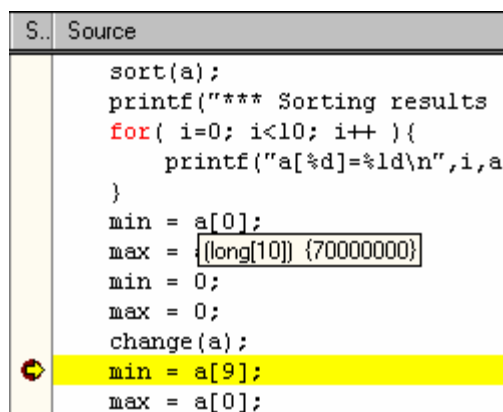 S.. Source
sort(a);
printf("*** Sorting results
for( i=0; i<10; i++ ){
printf("a[%d]=%ld\n",i,a
}
min = a[0];
max =
(long[10]) {70000000}
min = 0;
max = 0;
change(a);
min = a[9];
max = a[0];